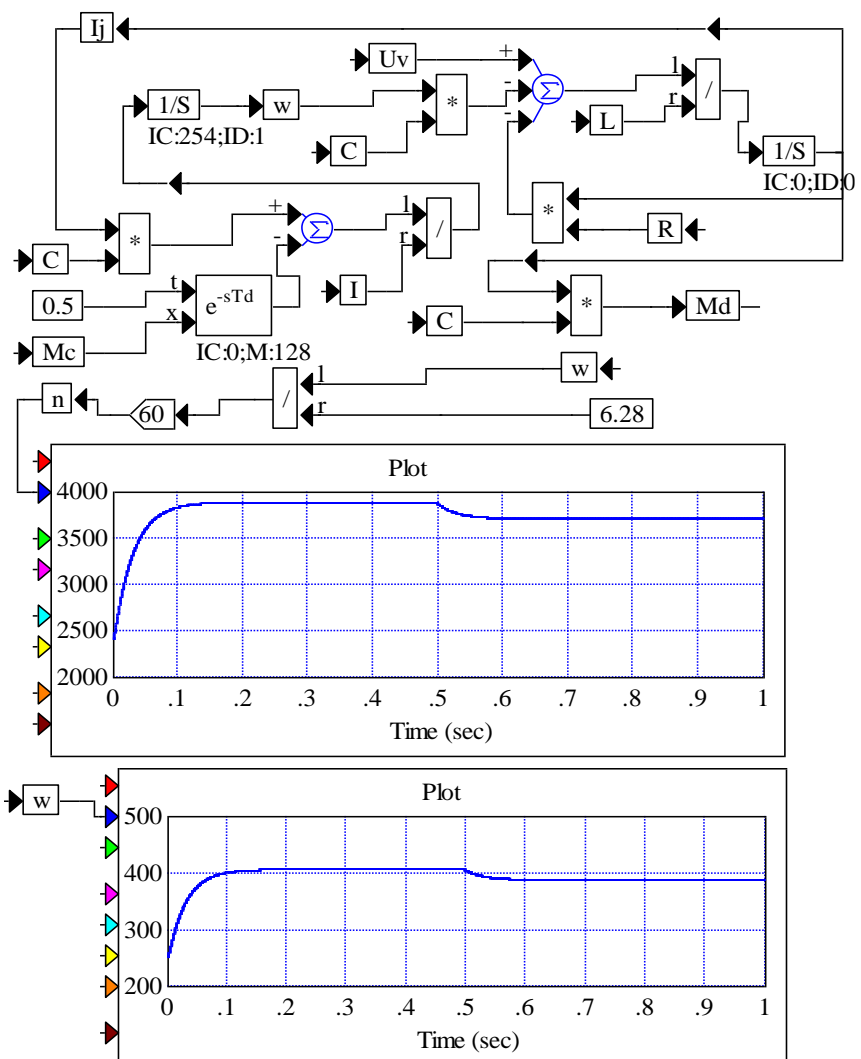 Ij
Uv
+
-
-
Σ
l
r
/
1/S
w
*
L
IC:254;ID:1
C
1/S
IC:0;ID:0
+
-
Σ
l
r
/
*
R
*
C
I
t
x
e-sTd
0.5
*
Md
C
Mc
IC:0;M:128
l
r
/
w
n
60
6.28
Plot
4000
3500
3000
2500
2000
0 .1 .2 .3 .4 .5 .6 .7 .8 .9 1
Time (sec)
w
Plot
500
400
300
200
0 .1 .2 .3 .4 .5 .6 .7 .8 .9 1
Time (sec)